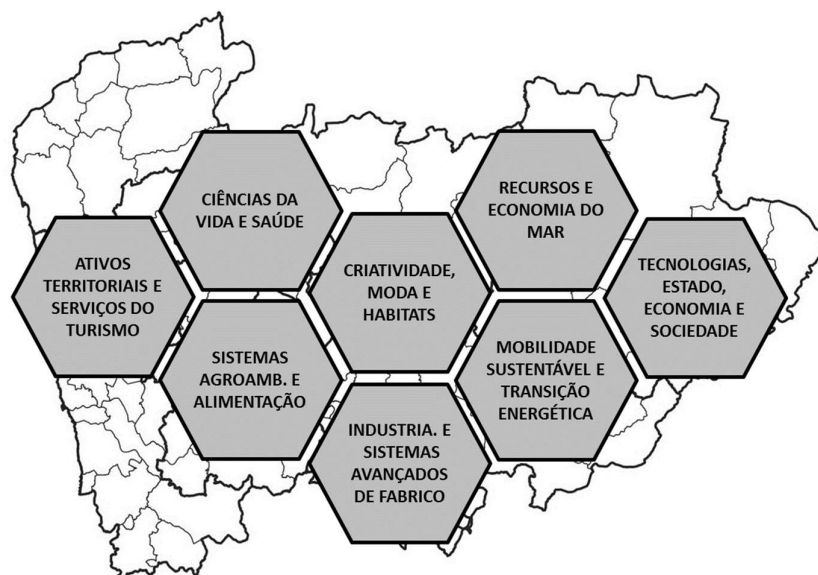 CIÊNCIAS DA
VIDA E SAÚDE
RECURSOS E
ECONOMIA DO
MAR
ATIVOS
TERRITORIAIS E
SERVIÇOS DO
TURISMO
CRIATIVIDADE,
MODA E
HABITATS
TECNOLOGIAS,
ESTADO,
ECONOMIA E
SOCIEDADE
SISTEMAS
AGROAMB. E
ALIMENTAÇÃO
MOBILIDADE
SUSTENTÁVEL E
TRANSIÇÃO
ENERGÉTICA
INDUSTRIA. E
SISTEMAS
AVANÇADOS
DE FABRICO